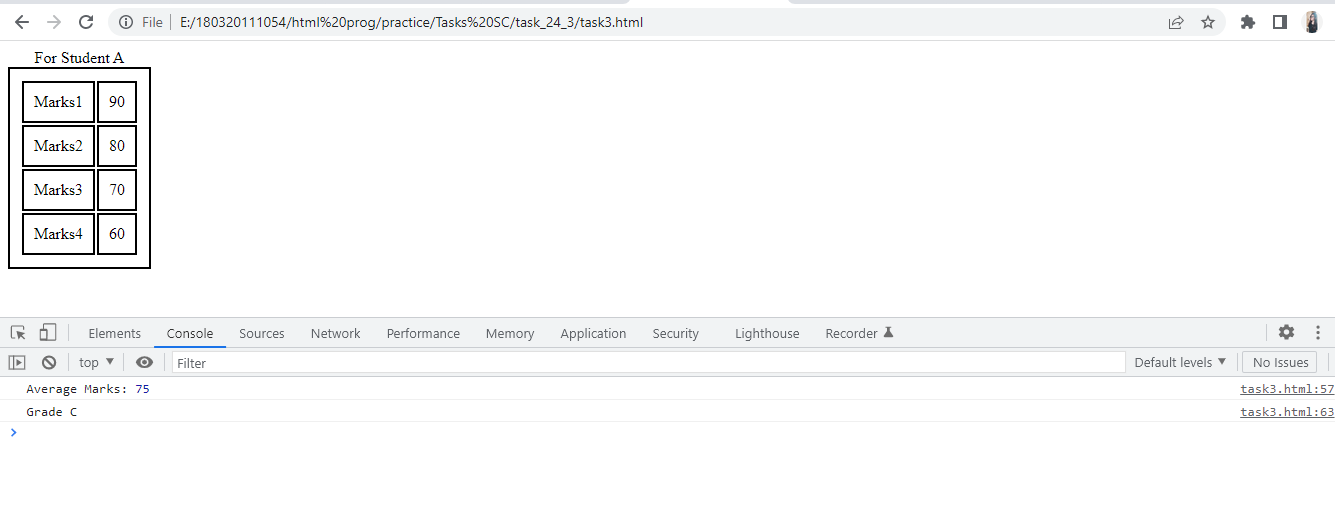 File E:/180320111054/html%20prog/practice/Tasks%20SC/task_24_3/task3.html
For Student A
Marks1 90
Marks2 80
Marks3 70
Marks4 60
Elements Console Sources Network Performance Memory Application Security Lighthouse Recorder
top Filter Default levels No Issues
Average Marks: 75 task3.html:57
Grade C task3.html:63